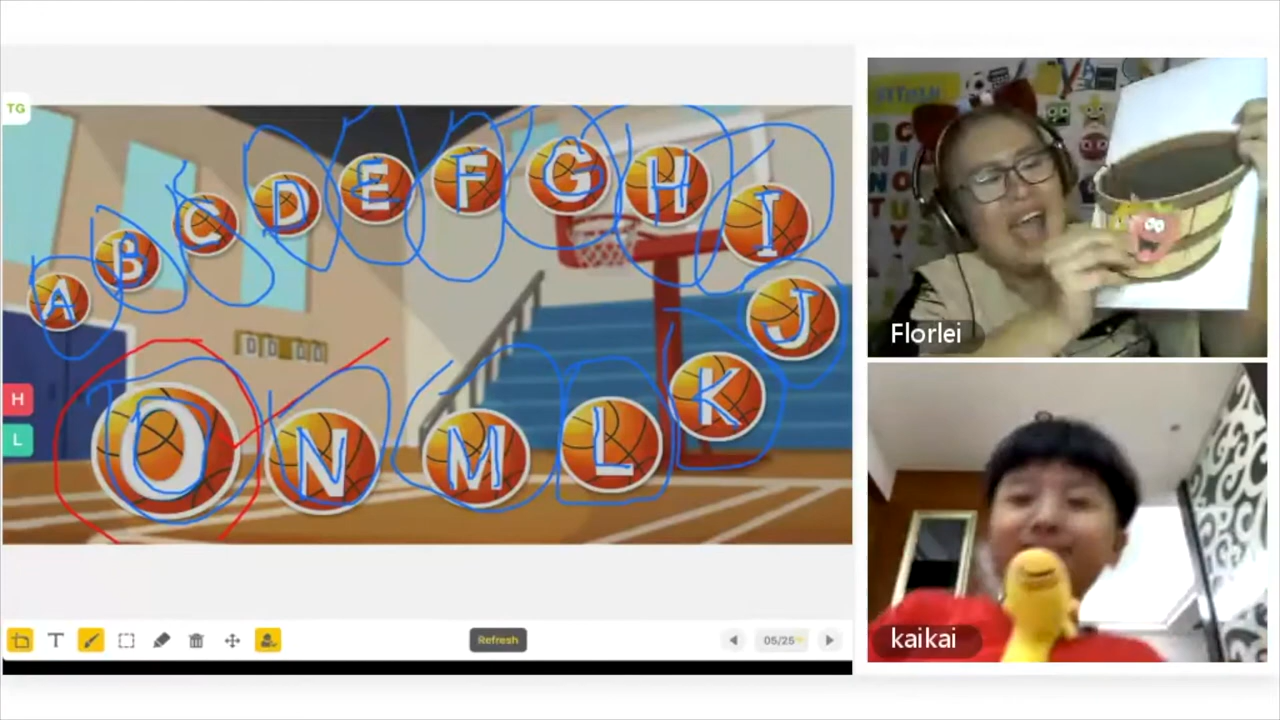 TG
A B C D E F G H I
J
K
O N M L
H
L
T
Refresh
05/25
Florlei
kaikai